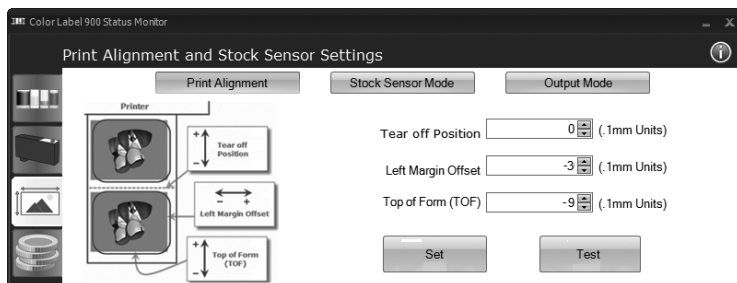 Color Label 900 Status Monitor
Print Alignment and Stock Sensor Settings
Print Alignment
Stock Sensor Mode
Output Mode
Printer
+
-
Tear off
Position
- +
Left Margin Offset
+
-
Top of Form
(TOF)
Tear off Position 0 (.1mm Units)
Left Margin Offset -3 (.1mm Units)
Top of Form (TOF) -9 (.1mm Units)
Set
Test